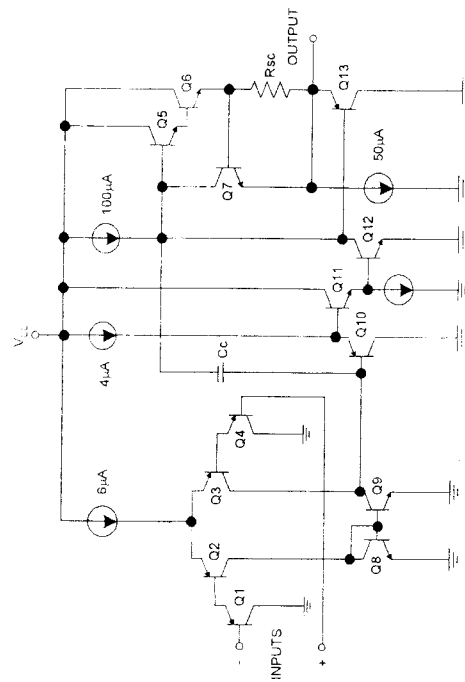 VCC
6μA
4μA
100μA
Q5
Q6
Q7
Rsc
OUTPUT
Q13
50μA
Q12
Q11
Q10
Cc
Q4
Q3
Q2
Q1
Q9
Q8
-
INPUTS
+